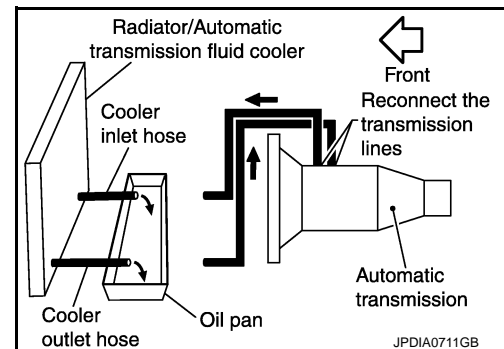 Radiator/Automatic
transmission fluid cooler
Front
Cooler
inlet hose
Reconnect the
transmission
lines
Automatic
transmission
Oil pan
Cooler
outlet hose
JPDIA0711GB